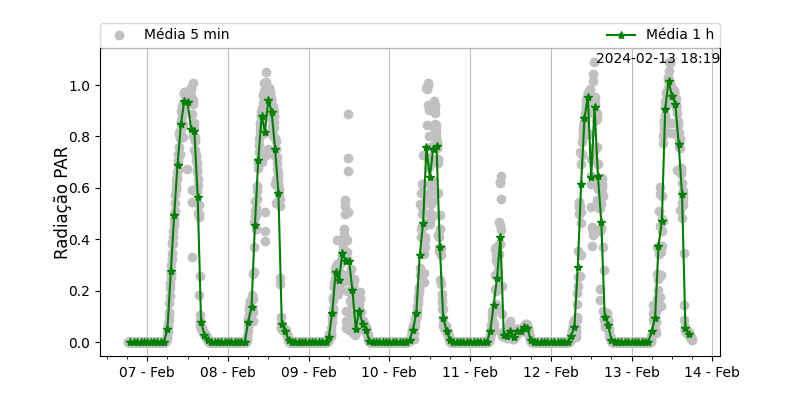 Média 5 min
Média 1 h
2024-02-13 18:19
1.0
0.8
0.6
0.4
0.2
0.0
Radiação PAR
07 - Feb
08 - Feb
09 - Feb
10 - Feb
11 - Feb
12 - Feb
13 - Feb
14 - Feb